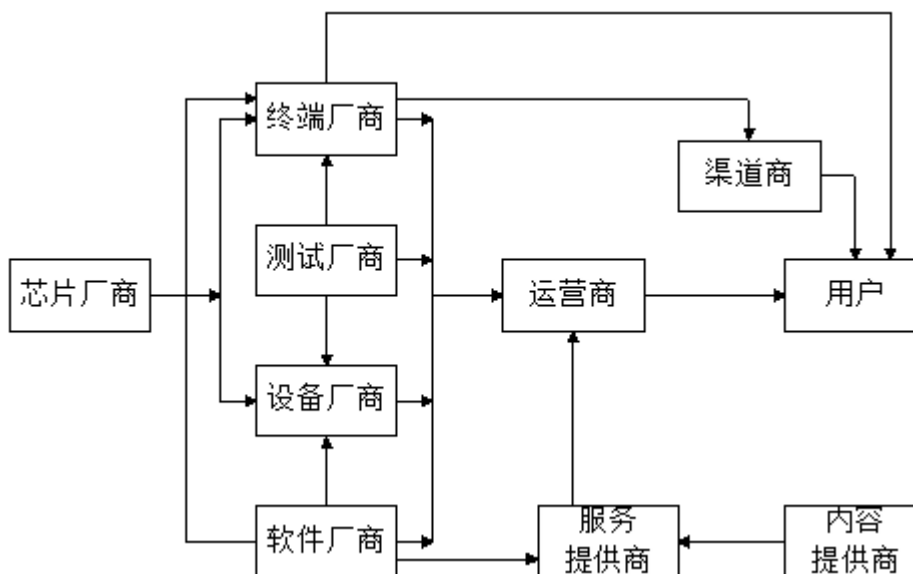 终端厂商
渠道商
测试厂商
芯片厂商
运营商
用户
设备厂商
软件厂商
服务
提供商
内容
提供商